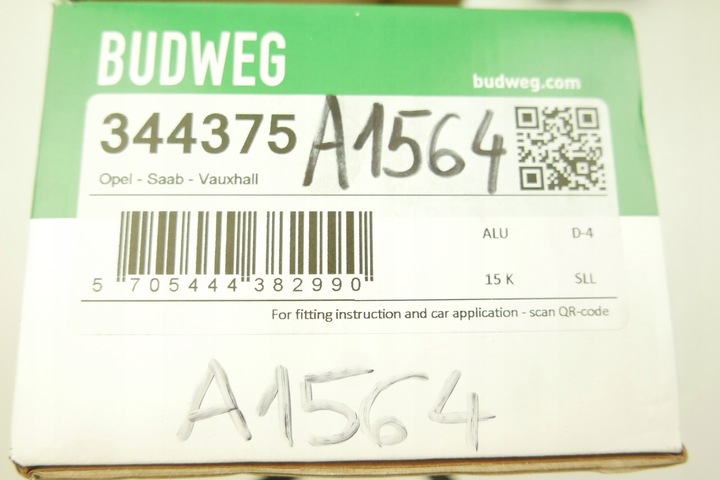 BUDWEG
budweg.com
344375 A1564
Opel - Saab - Vauxhall
ALU D-4
5 705444 382990
15 K SLL
For fitting instruction and car application - scan QR-code
A1564